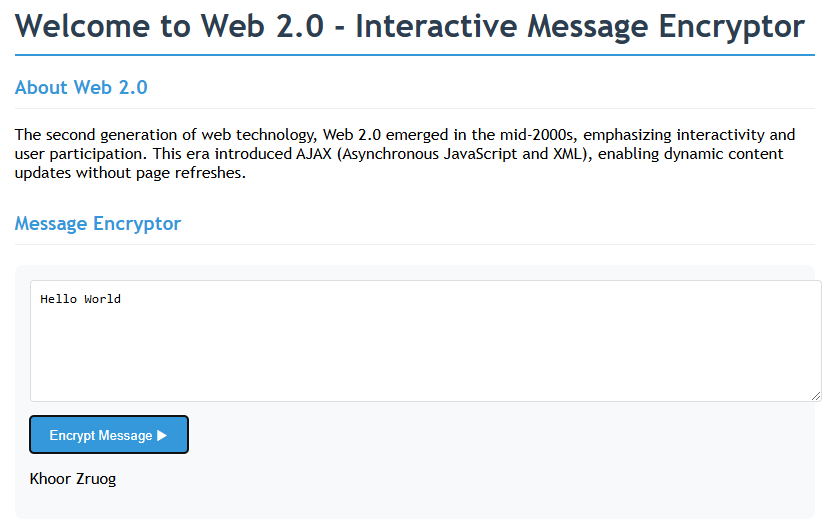 Welcome to Web 2.0 - Interactive Message Encryptor
About Web 2.0
The second generation of web technology, Web 2.0 emerged in the mid-2000s, emphasizing interactivity and
user participation. This era introduced AJAX (Asynchronous JavaScript and XML), enabling dynamic content
updates without page refreshes.
Message Encryptor
Hello World
Encrypt Message ▶
Khoor Zruog